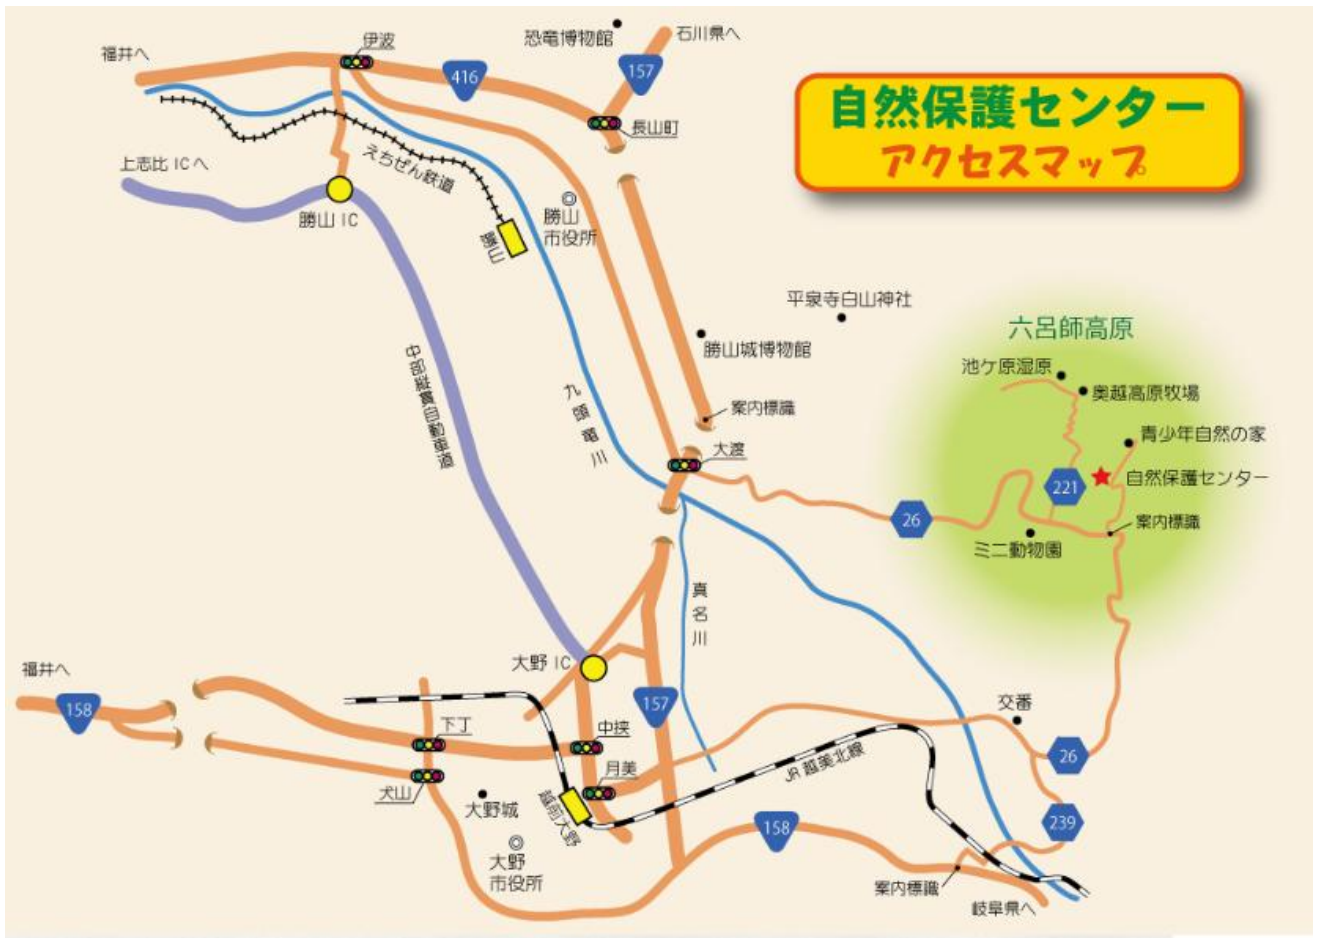 自然保護センター
アクセスマップ
福井へ
伊波
416
恐竜博物館
157
石川県へ
長山町
上志比 ICへ
勝山 IC
えちぜん鉄道
勝山
勝山
市役所
平泉寺白山神社
勝山城博物館
中部縦貫自動車道
九頭竜川
案内標識
大渡
六呂師高原
池ケ原湿原
奥越高原牧場
青少年自然の家
221
自然保護センター
26
案内標識
ミニ動物園
真名川
大野 IC
福井へ
158
157
下丁
中挟
月美
犬山
大野城
越前大野
大野
市役所
JR 越美北線
交番
26
239
158
案内標識
岐阜県へ